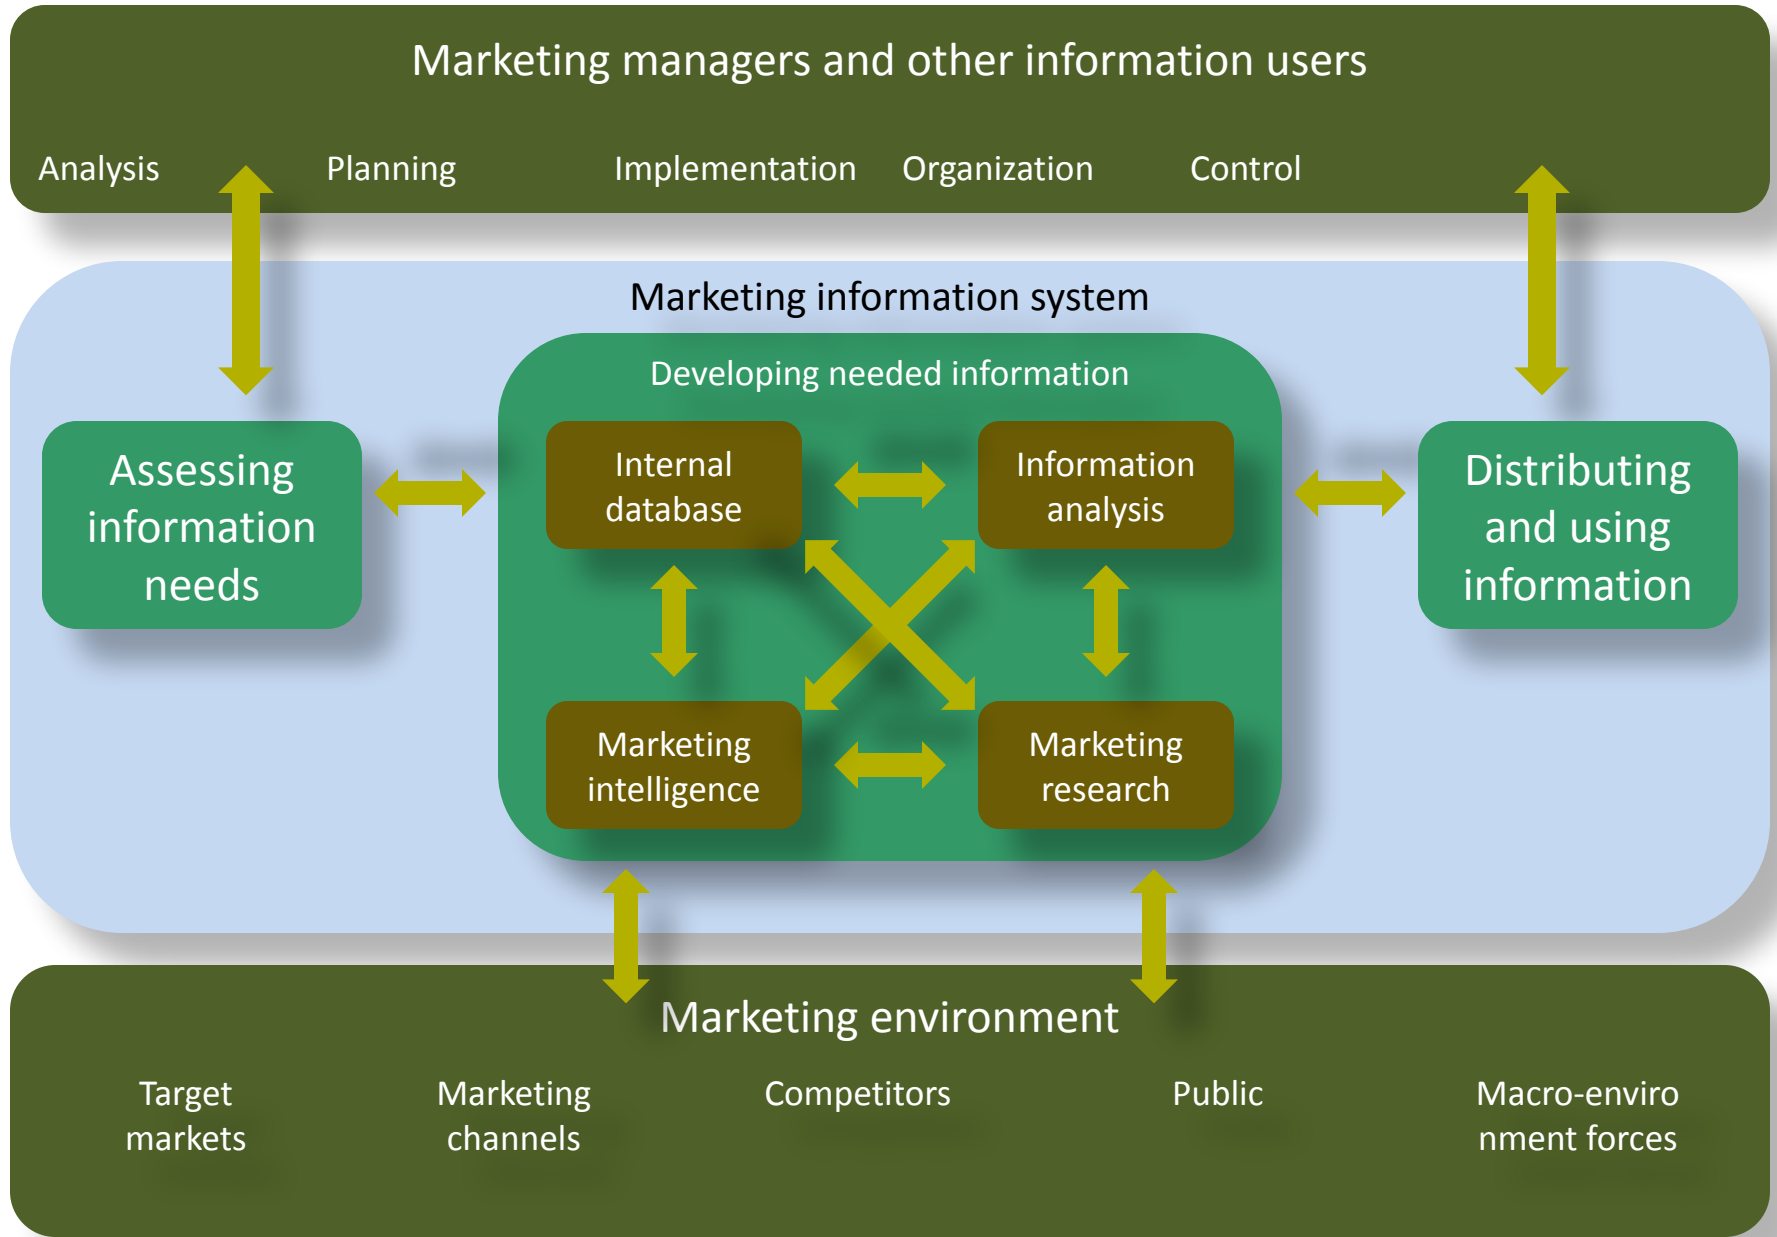 Marketing managers and other information users
Analysis Planning Implementation Organization Control
Marketing information system
Developing needed information
Assessing
information
needs
Internal
database
Information
analysis
Distributing
and using
information
Marketing
intelligence
Marketing
research
Marketing environment
Target
markets
Marketing
channels
Competitors
Public
Macro-enviro
nment forces